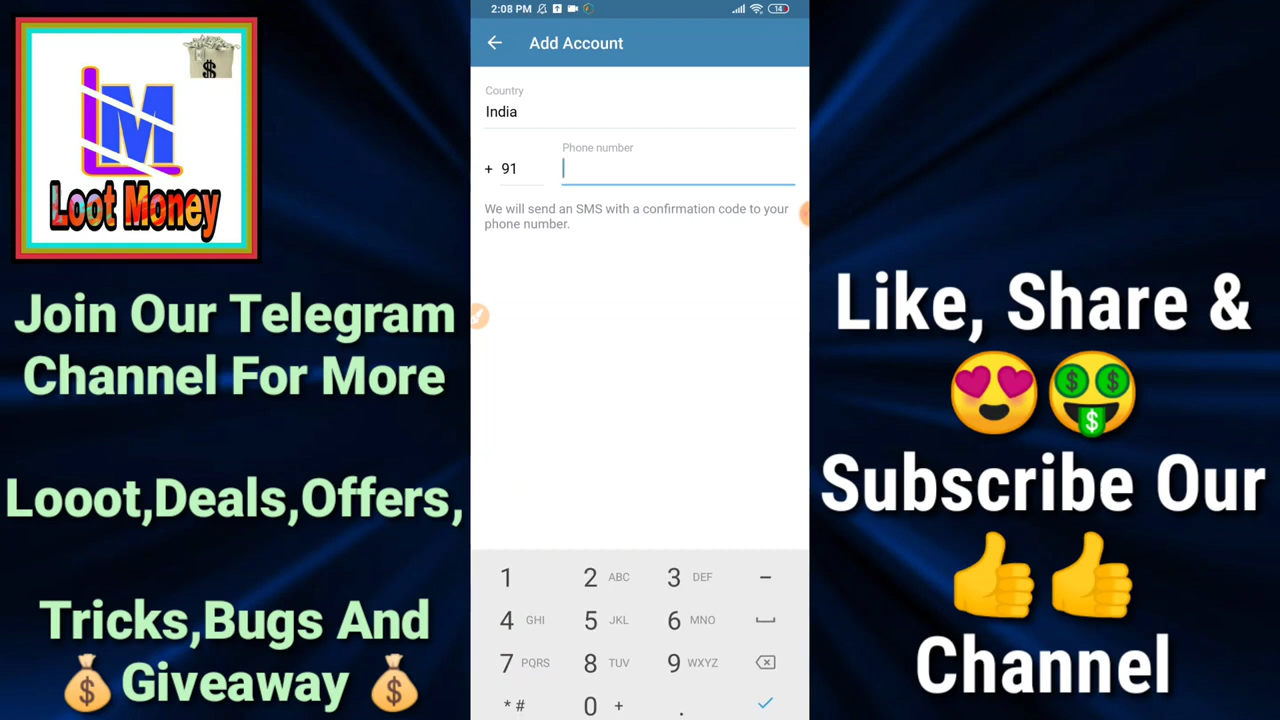 LM
Loot Money
Join Our Telegram
Channel For More
Looot,Deals,Offers,
Tricks,Bugs And
Giveaway
2:08 PM
14
Add Account
Country
India
Phone number
+ 91
We will send an SMS with a confirmation code to your
phone number.
1 2 ABC 3 DEF –
4 GHI 5 JKL 6 MNO
7 PQRS 8 TUV 9 WXYZ
* # 0 + .
Like, Share &
Subscribe Our
Channel